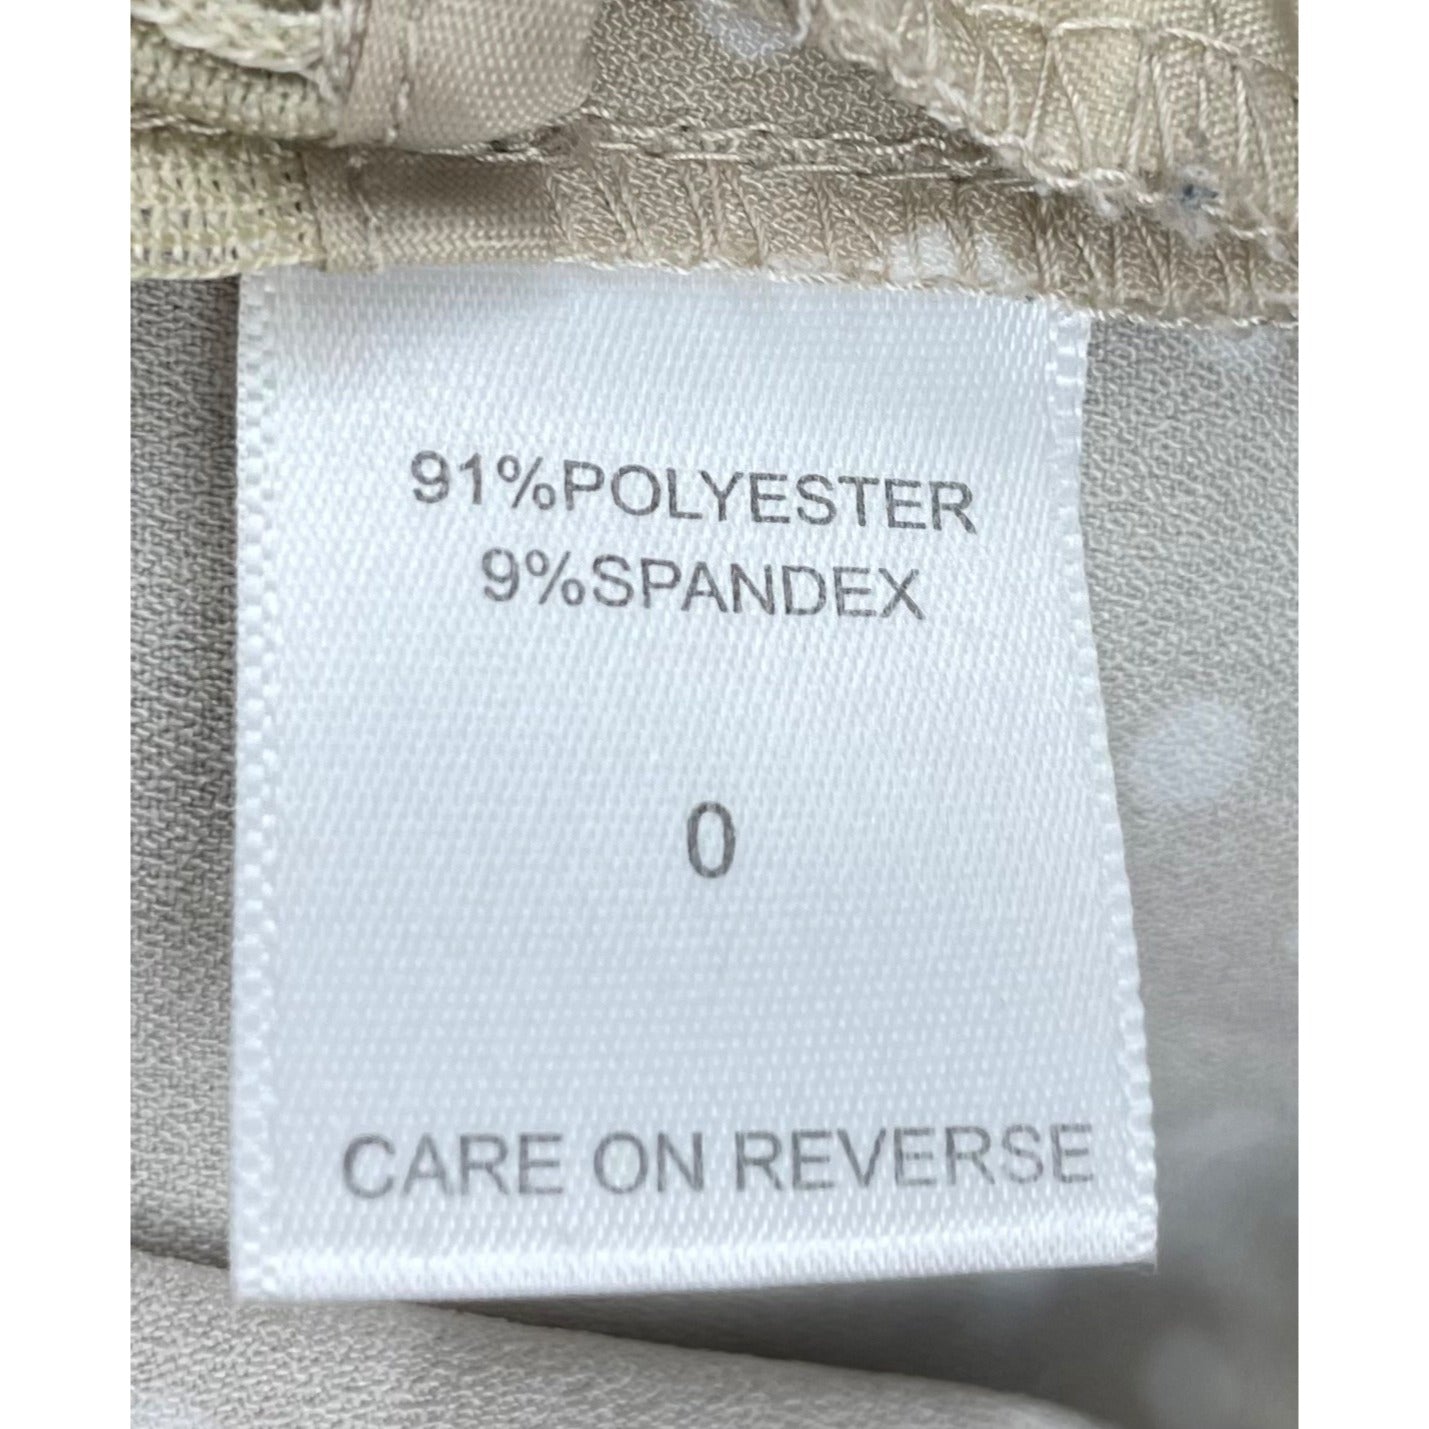 91%POLYESTER
9%SPANDEX
0
CARE ON REVERSE